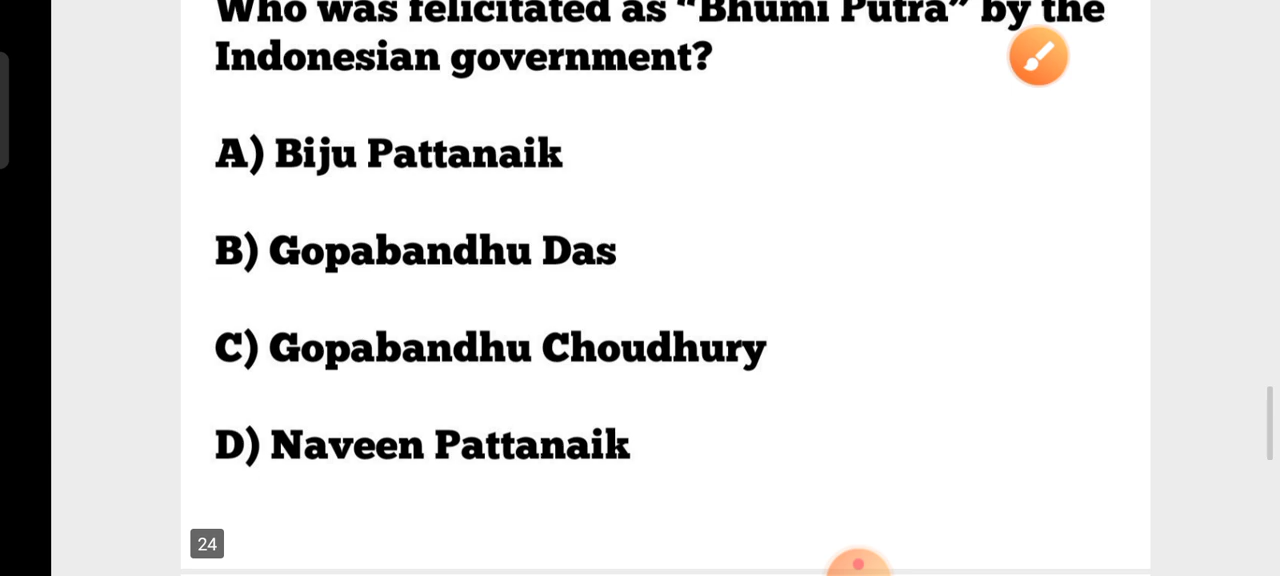 Who was felicitated as “Bhumi Putra” by the
Indonesian government?
A) Biju Pattanaik
B) Gopabandhu Das
C) Gopabandhu Choudhury
D) Naveen Pattanaik
24